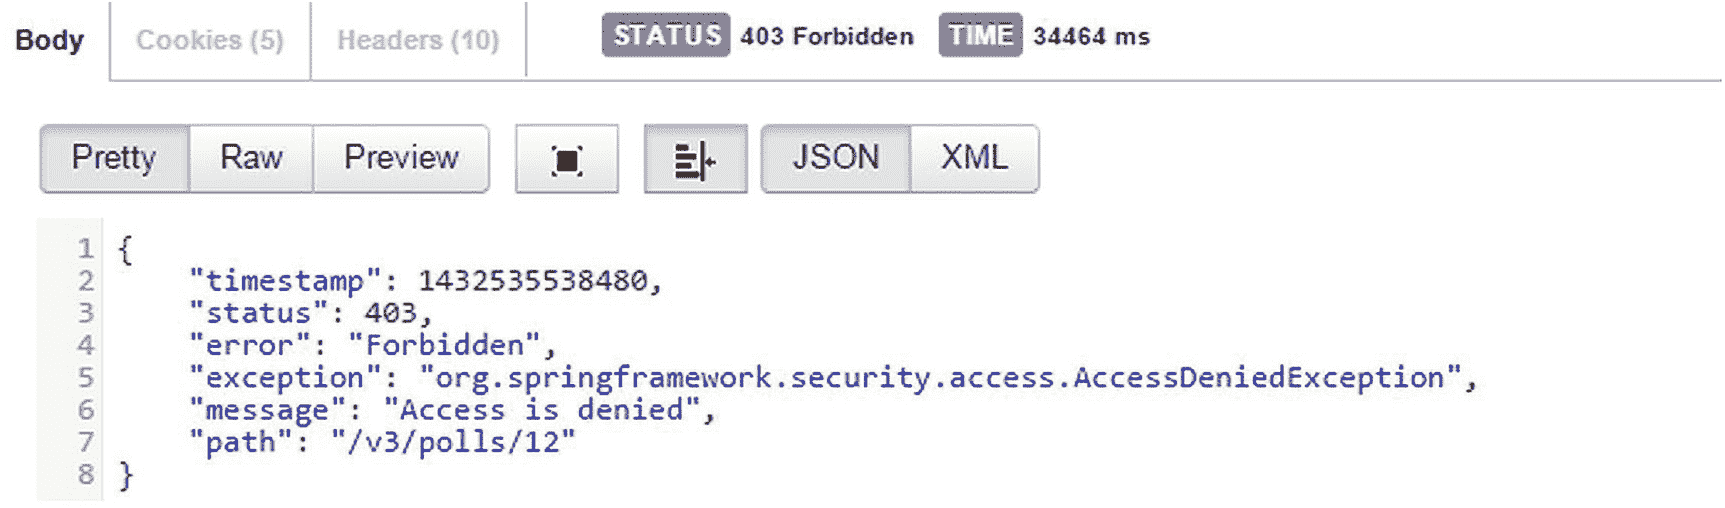 Body Cookies (5) Headers (10) STATUS 403 Forbidden TIME 34464 ms
Pretty Raw Preview JSON XML
1 {
2 "timestamp": 1432535538480,
3 "status": 403,
4 "error": "Forbidden",
5 "exception": "org.springframework.security.access.AccessDeniedException",
6 "message": "Access is denied",
7 "path": "/v3/polls/12"
8 }